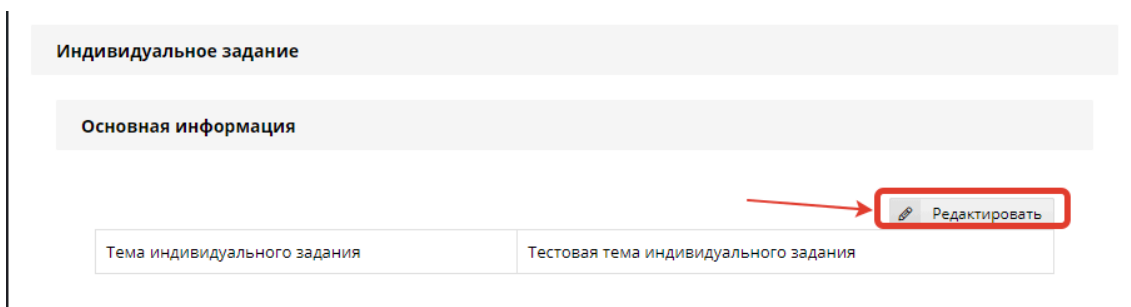 Индивидуальное задание
Основная информация
Редактировать
Тема индивидуального задания Тестовая тема индивидуального задания